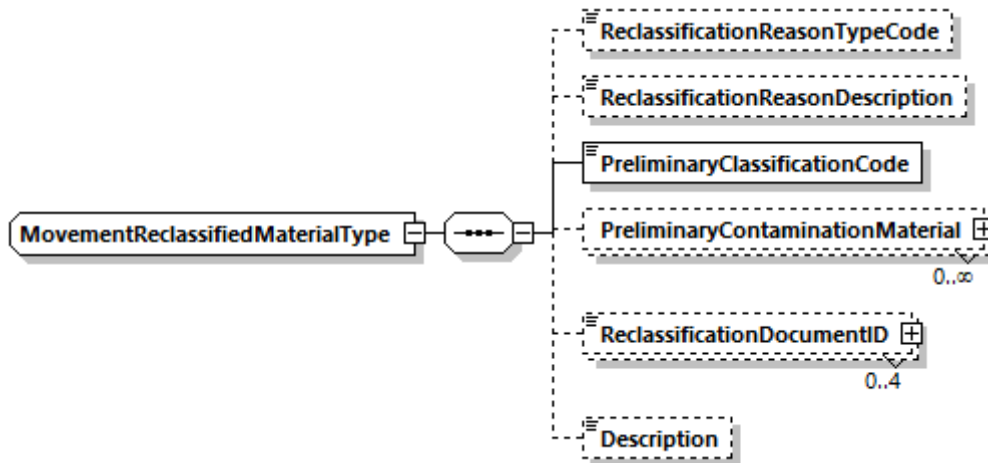 ReclassificationReasonTypeCode
ReclassificationReasonDescription
PreliminaryClassificationCode
MovementReclassifiedMaterialType
PreliminaryContaminationMaterial
0..∞
ReclassificationDocumentID
0..4
Description